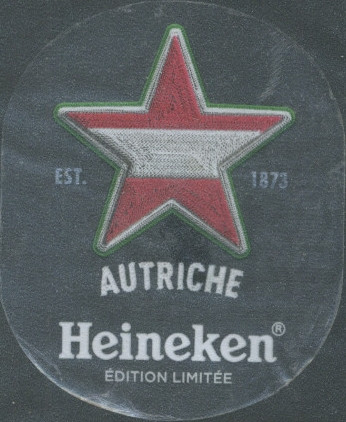 EST. 1873
AUTRICHE
Heineken®
ÉDITION LIMITÉE